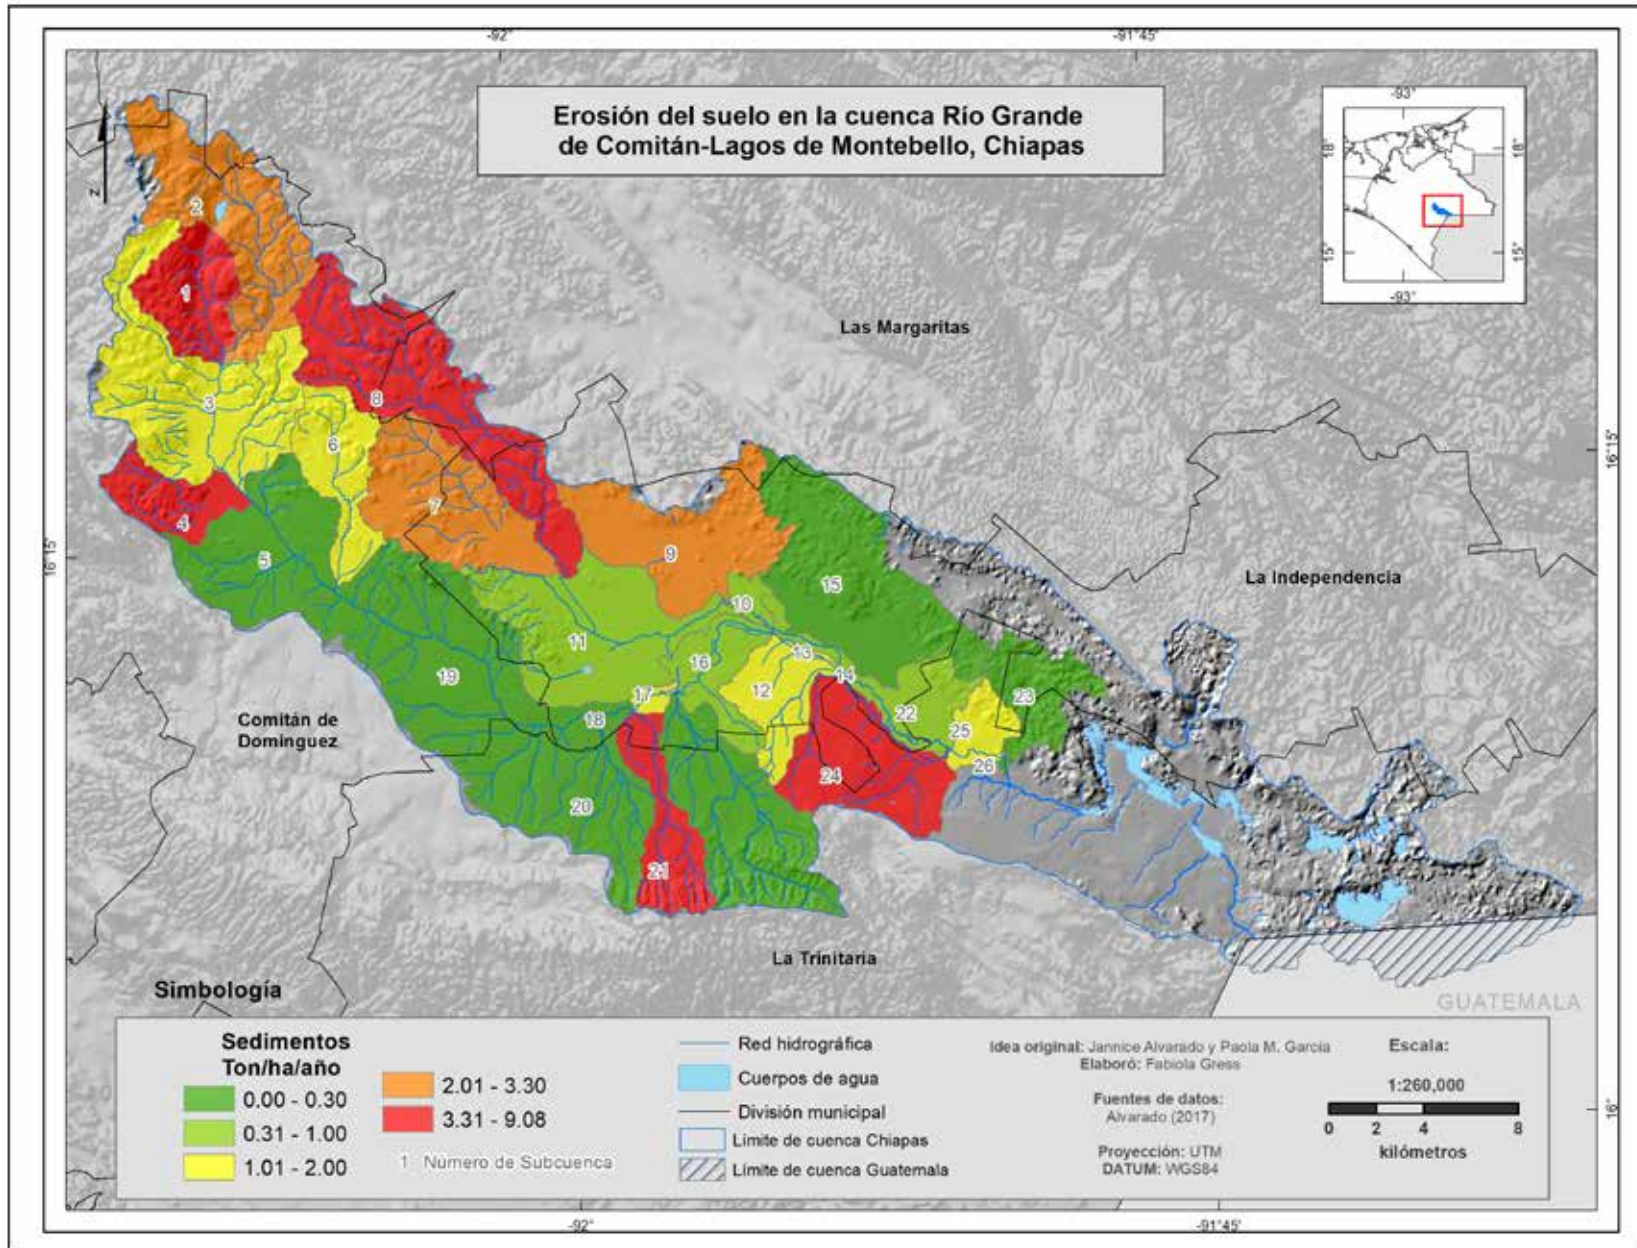 -92°
-91°45'
Erosión del suelo en la cuenca Río Grande
de Comitán-Lagos de Montebello, Chiapas
-93°
18°
18°
15°
15°
-93°
z
2
1
Las Margaritas
8
3
6
16°15'
4
7
5
9
16°15'
15
La Independencia
10
11
13
16
14
19
12
17
23
22
18
Comitán de
Dominguez
25
26
24
20
21
La Trinitaria
Simbología
GUATEMALA
Sedimentos
Ton/ha/año
0.00 - 0.30
0.31 - 1.00
1.01 - 2.00
2.01 - 3.30
3.31 - 9.08
1 Número de Subcuenca
Red hidrográfica
Cuerpos de agua
División municipal
Límite de cuenca Chiapas
Límite de cuenca Guatemala
Idea original: Jannice Alvarado y Paola M. García
Elaboró: Fabiola Gress
Fuentes de datos:
Alvarado (2017)
Proyección: UTM
DATUM: WGS84
Escala:
1:260,000
0 2 4 8
kilómetros
16°
-92°
-91°45'